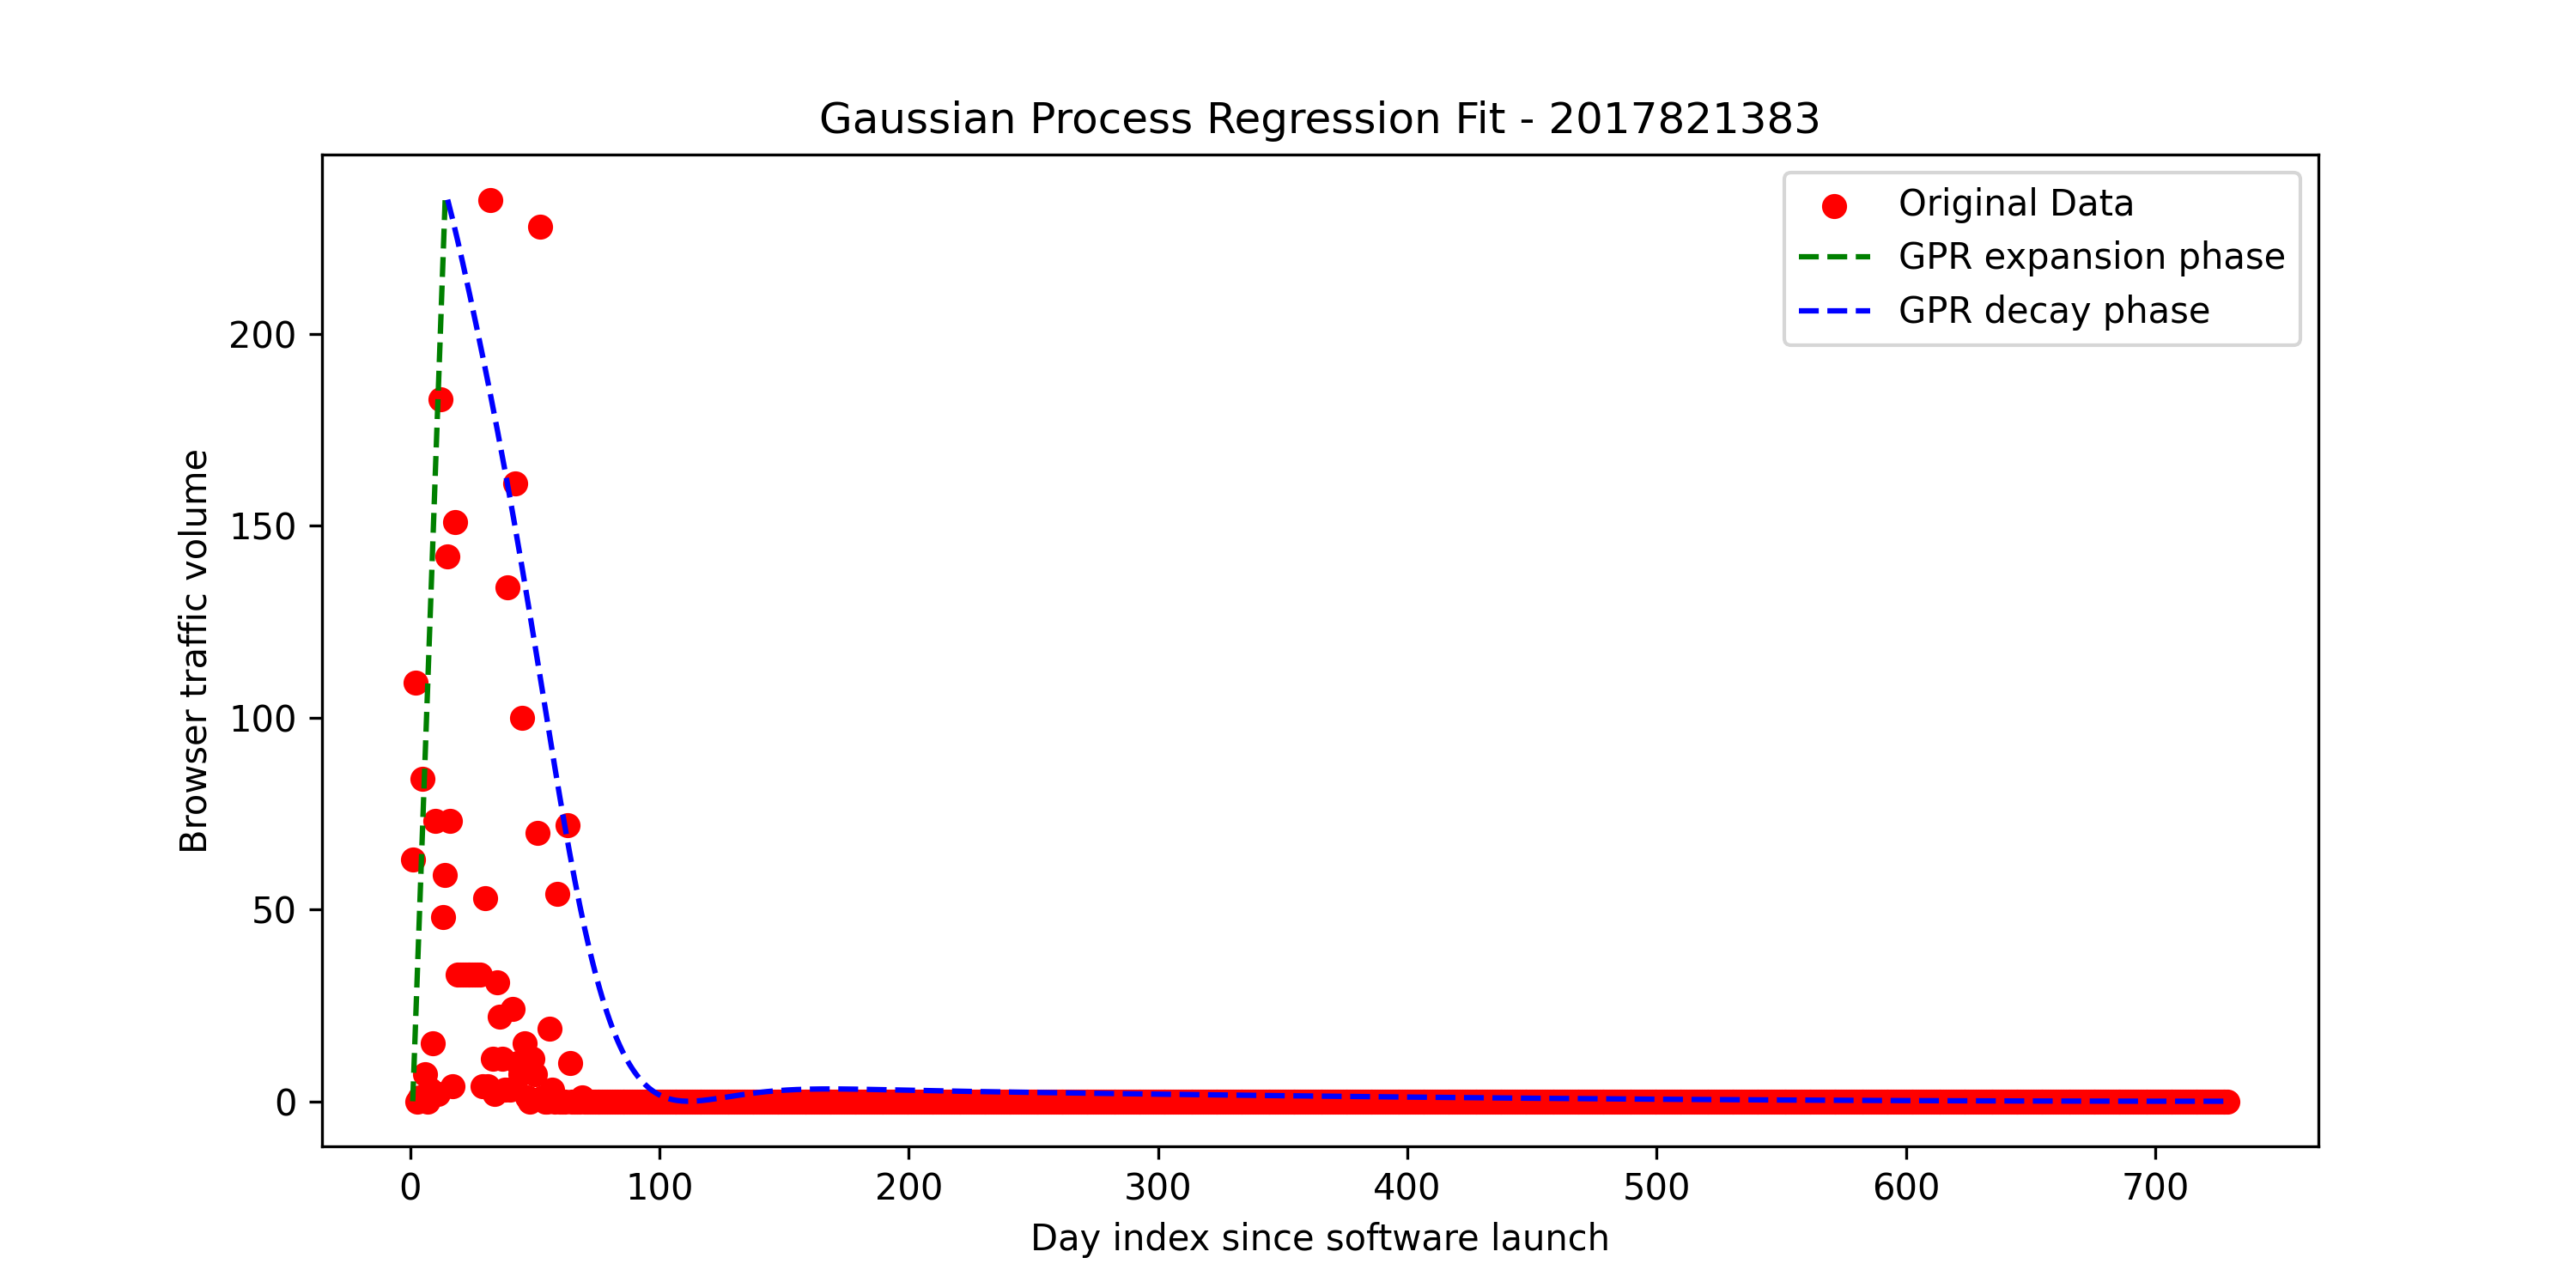 Gaussian Process Regression Fit - 2017821383
Original Data
GPR expansion phase
GPR decay phase
Browser traffic volume
200
150
100
50
0
0 100 200 300 400 500 600 700
Day index since software launch